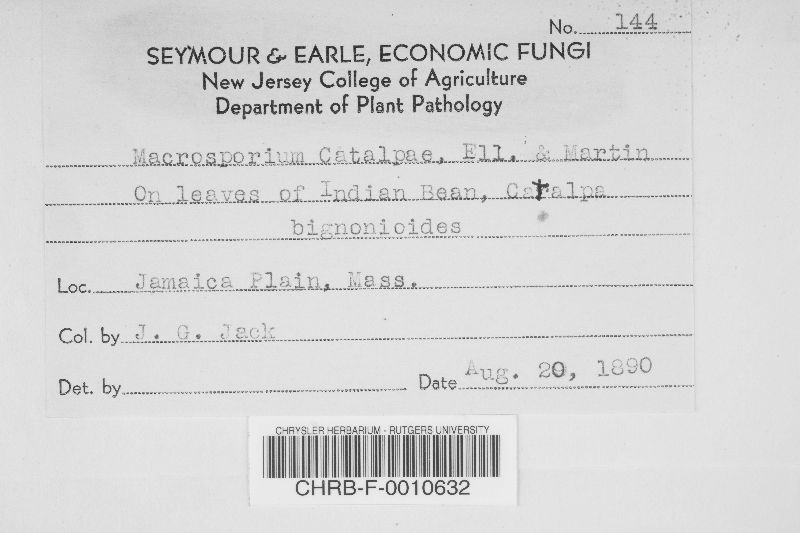 No. 144
SEYMOUR & EARLE, ECONOMIC FUNGI
New Jersey College of Agriculture
Department of Plant Pathology
Macrosporium Catalpae, Ell. & Martin
On leaves of Indian Bean, Catalpa
bignonioides
Loc. Jamaica Plain, Mass.
Col. by J. G. Jack
Det. by
Date Aug. 20, 1890
CHRYSLER HERBARIUM - RUTGERS UNIVERSITY
CHRB-F-0010632